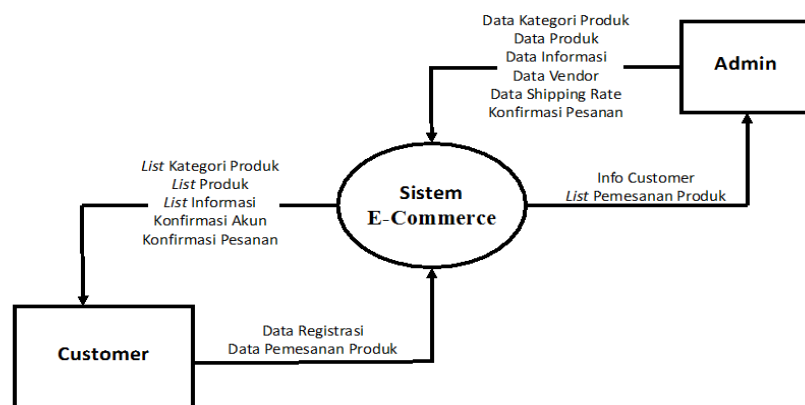 Data Kategori Produk
Data Produk
Data Informasi
Data Vendor
Data Shipping Rate
Konfirmasi Pesanan
Admin
List Kategori Produk
List Produk
List Informasi
Konfirmasi Akun
Konfirmasi Pesanan
Sistem
E-Commerce
Info Customer
List Pemesanan Produk
Customer
Data Registrasi
Data Pemesanan Produk